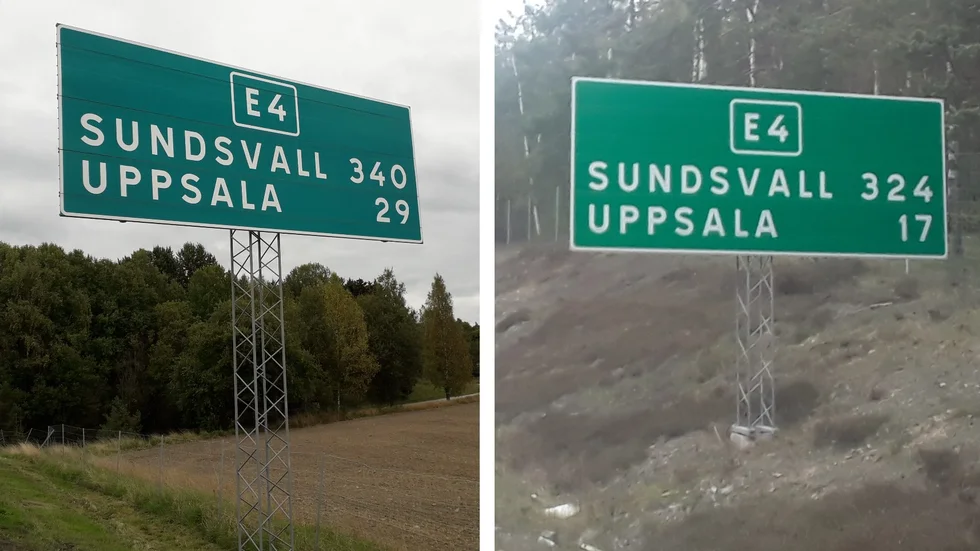 E4
SUNDSVALL 340
UPPSALA 29
E4
SUNDSVALL 324
UPPSALA 17